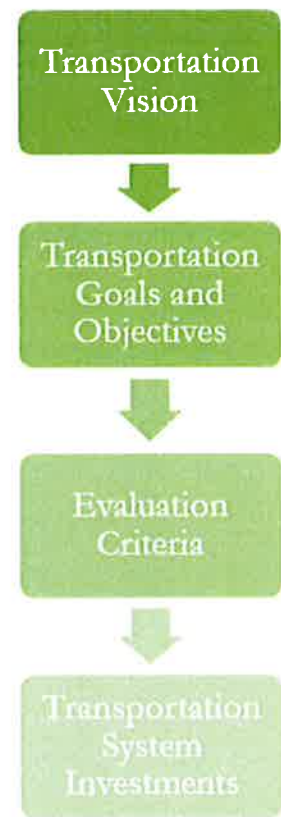 Transportation
Vision
Transportation
Goals and
Objectives
Evaluation
Criteria
Transportation
System
Investments